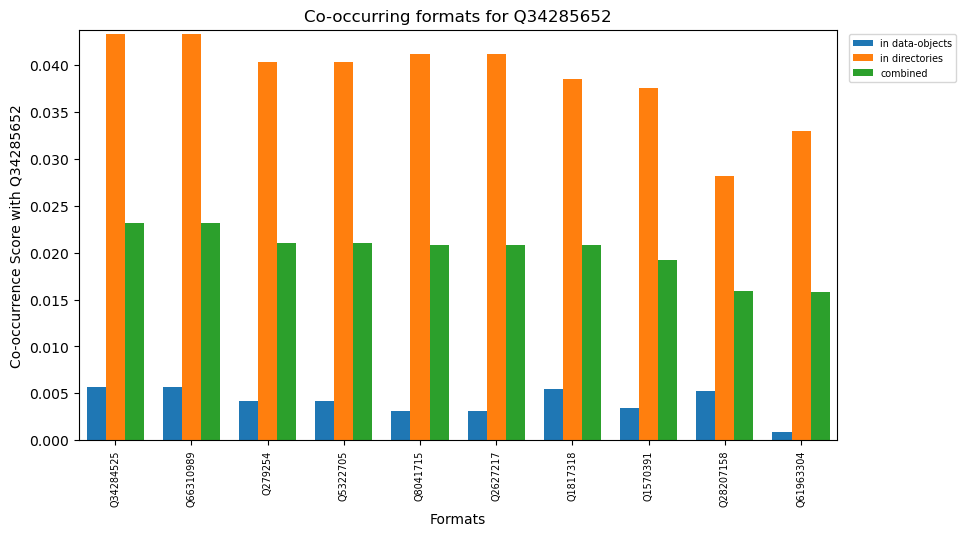 Co-occurring formats for Q34285652
in data-objects
in directories
combined
Co-occurrence Score with Q34285652
0.040
0.035
0.030
0.025
0.020
0.015
0.010
0.005
0.000
Q34284525
Q66310989
Q279254
Q5322705
Q8041715
Q2627217
Q1817318
Q1570391
Q28207158
Q61963304
Formats